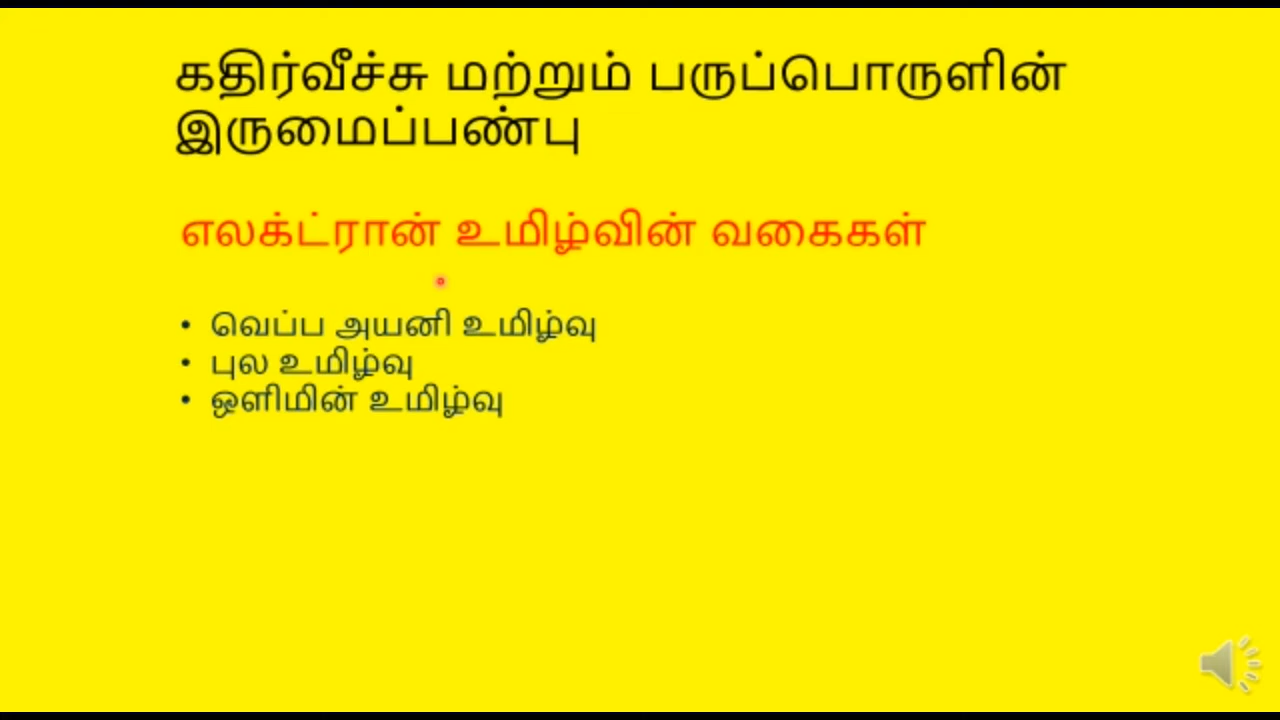 கதிர்வீச்சு மற்றும் பருப்பொருளின்
இருமைப்பண்பு
எலக்ட்ரான் உமிழ்வின் வகைகள்
• வெப்ப அயனி உமிழ்வு
• புல உமிழ்வு
• ஒளிமின் உமிழ்வு